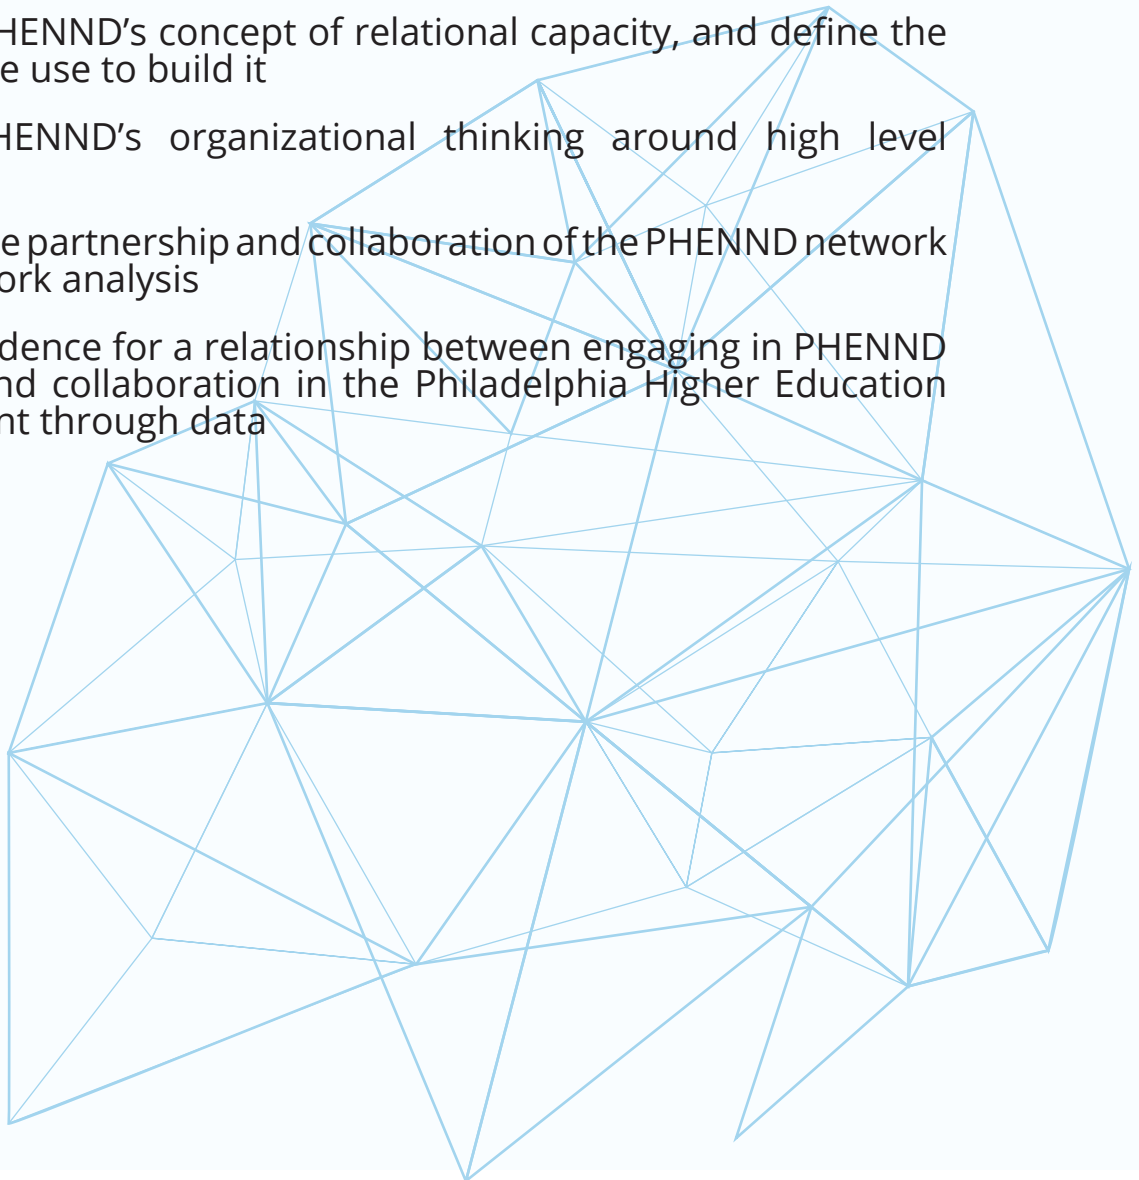 HENND’s concept of relational capacity, and define the
e use to build it
HENND’s organizational thinking around high level
e partnership and collaboration of the PHENND network
ork analysis
dence for a relationship between engaging in PHENND
nd collaboration in the Philadelphia Higher Education
nt through data